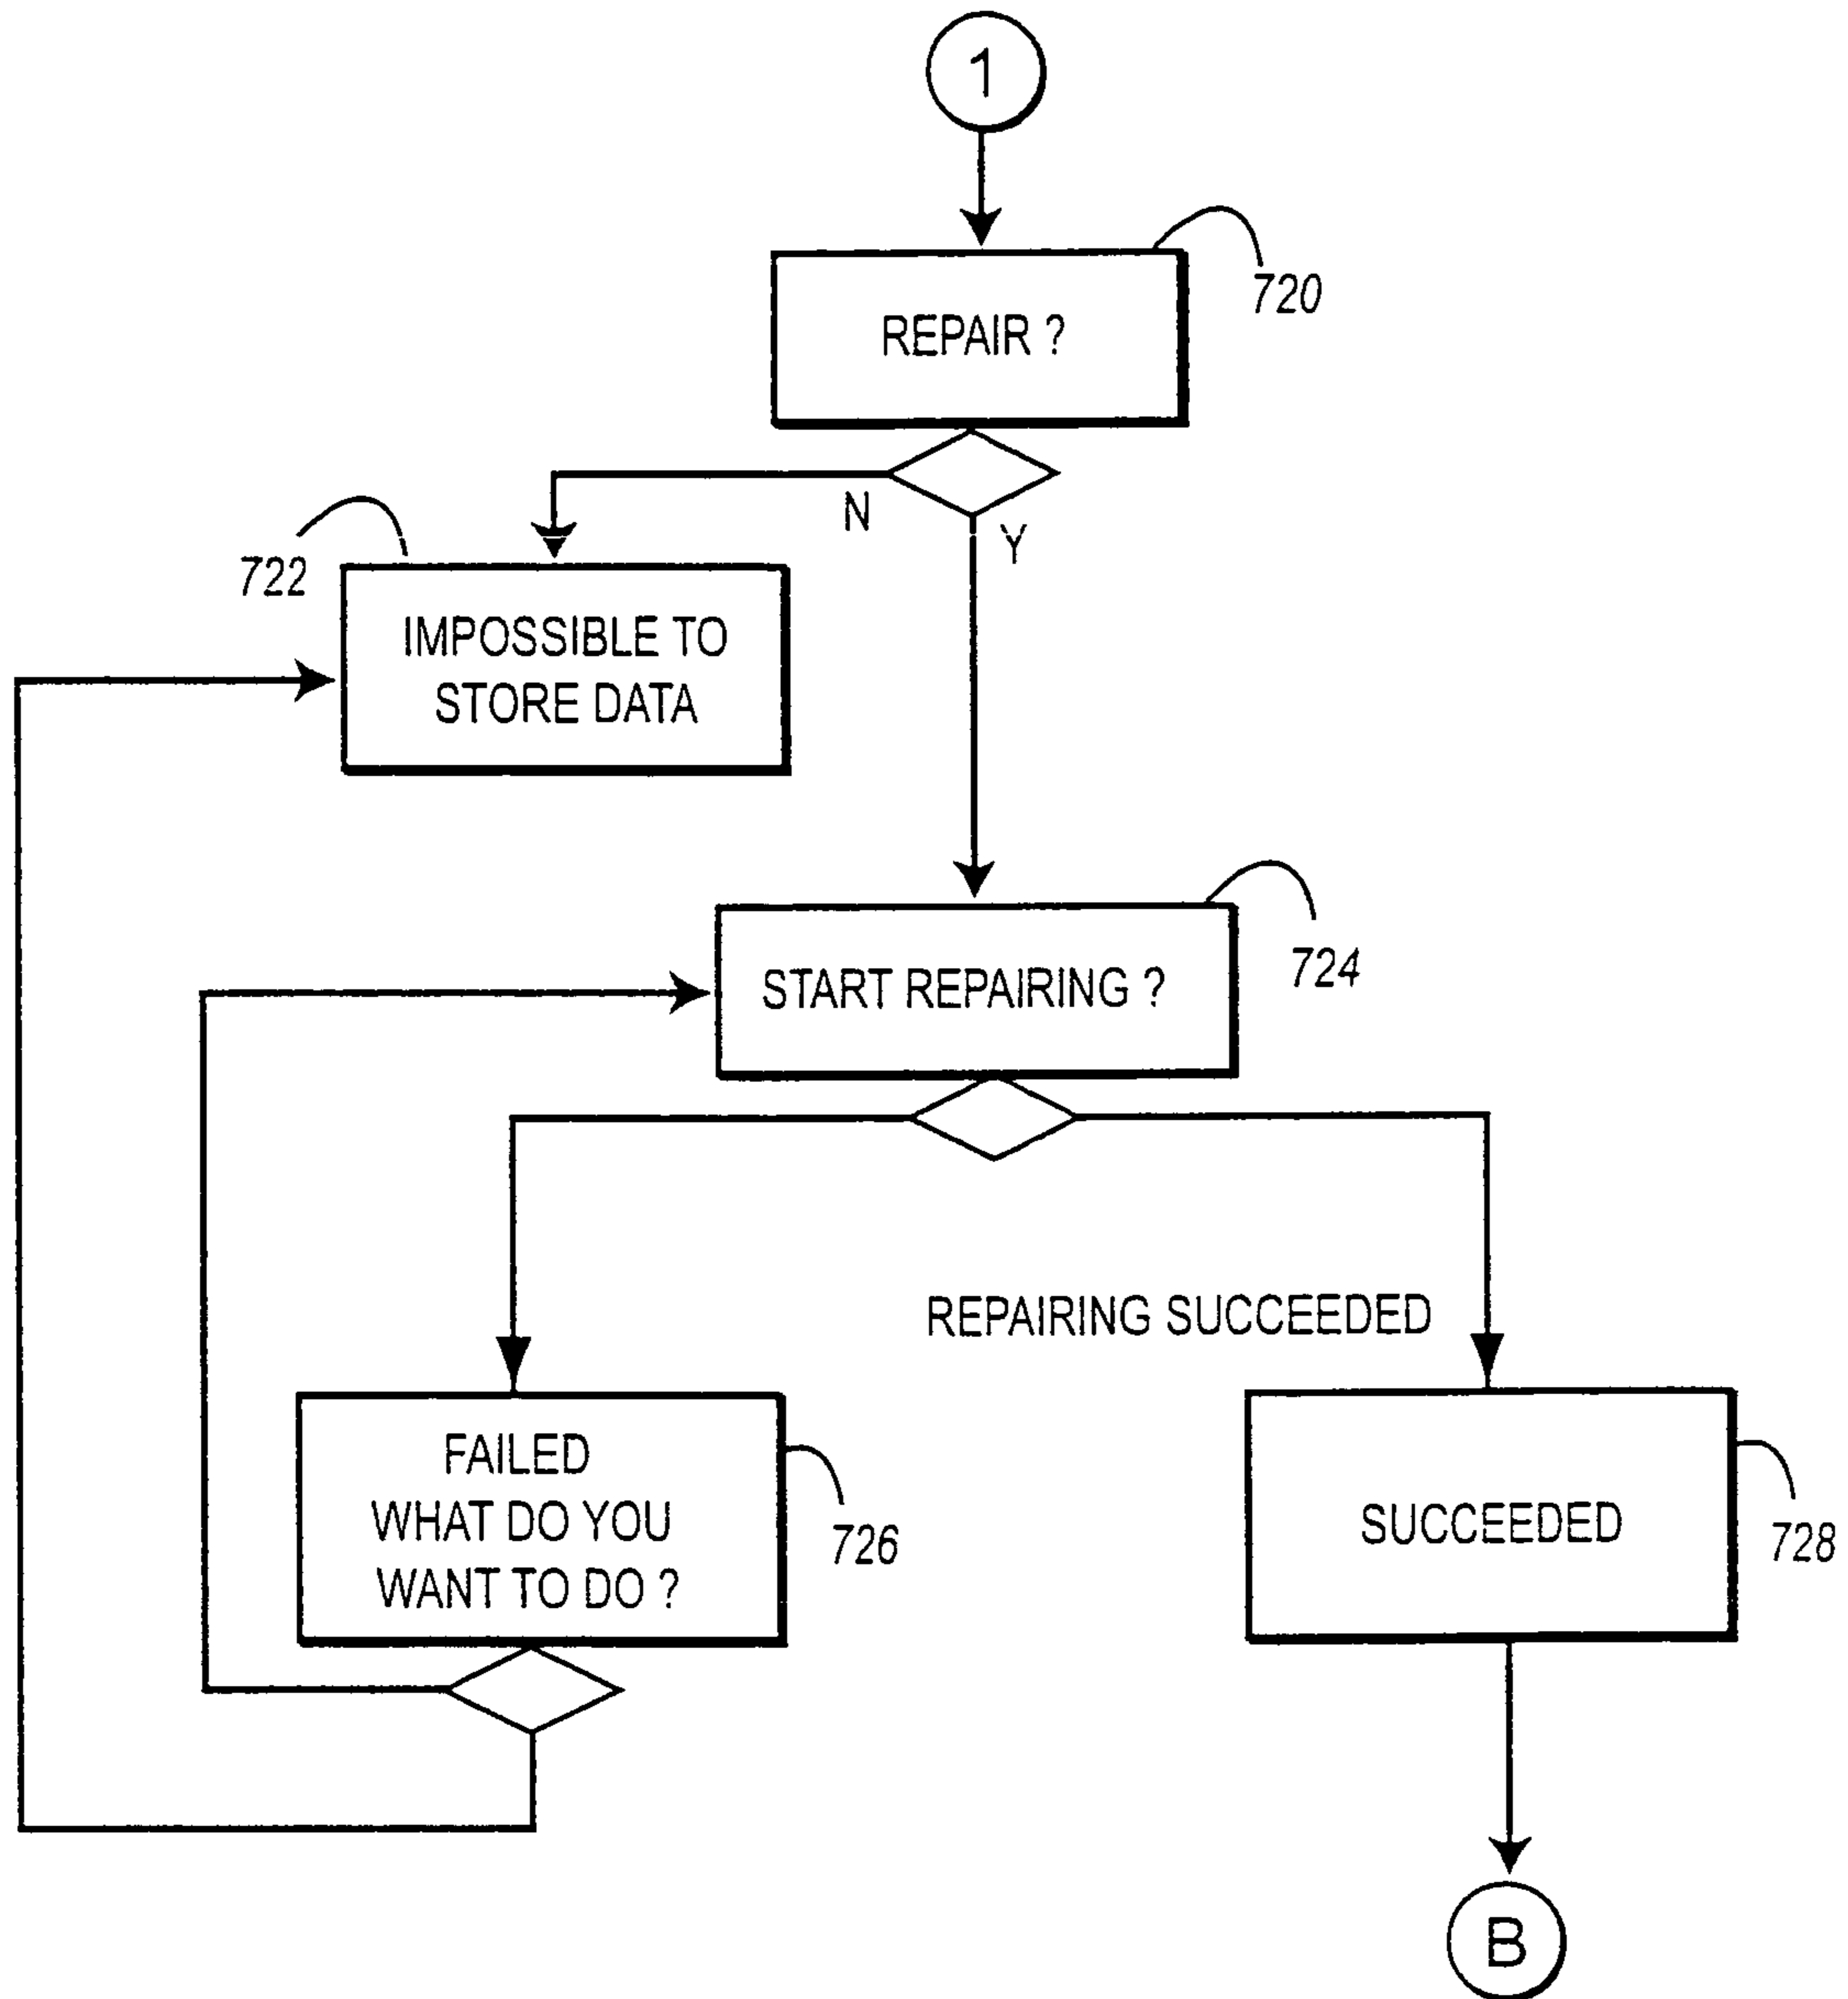 1
720
REPAIR ?
N
Y
722
IMPOSSIBLE TO
STORE DATA
724
START REPAIRING ?
REPAIRING SUCCEEDED
FAILED
WHAT DO YOU
WANT TO DO ?
726
SUCCEEDED
728
B